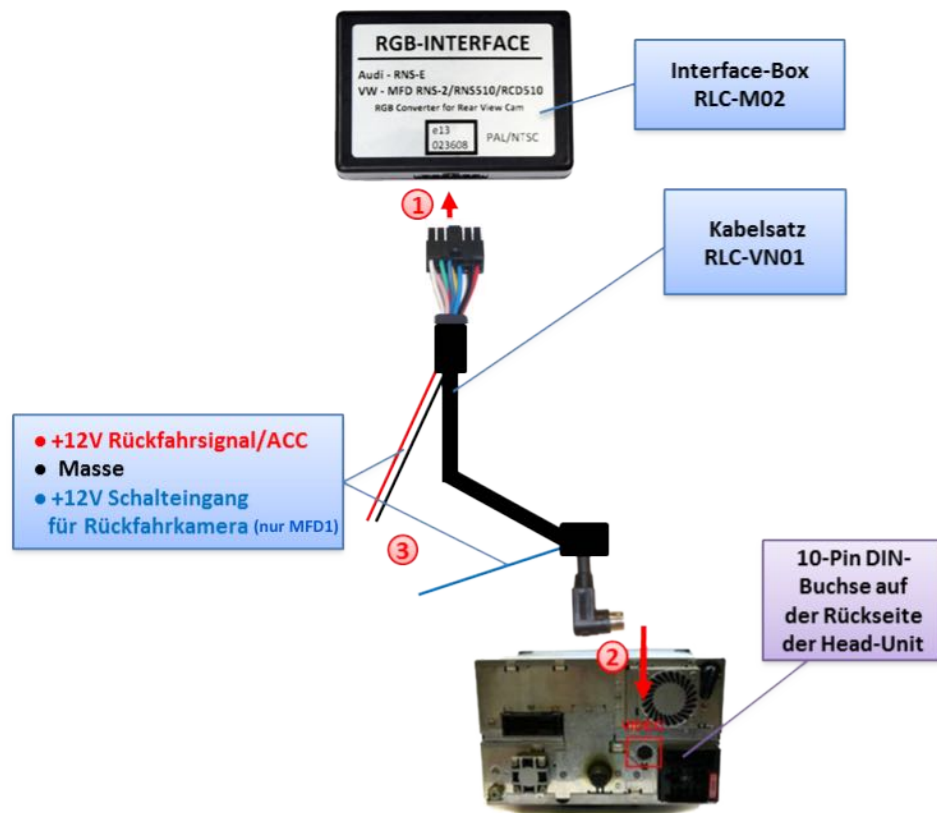 RGB-INTERFACE
Audi - RNS-E
VW - MFD RNS-2/RNS510/RCD510
RGB Converter for Rear View Cam
e13
023608
PAL/NTSC
Interface-Box
RLC-M02
1
Kabelsatz
RLC-VN01
+12V Rückfahrsignal/ACC
Masse
+12V Schalteingang
für Rückfahrkamera (nur MFD1)
3
10-Pin DIN-
Buchse auf
der Rückseite
der Head-Unit
2